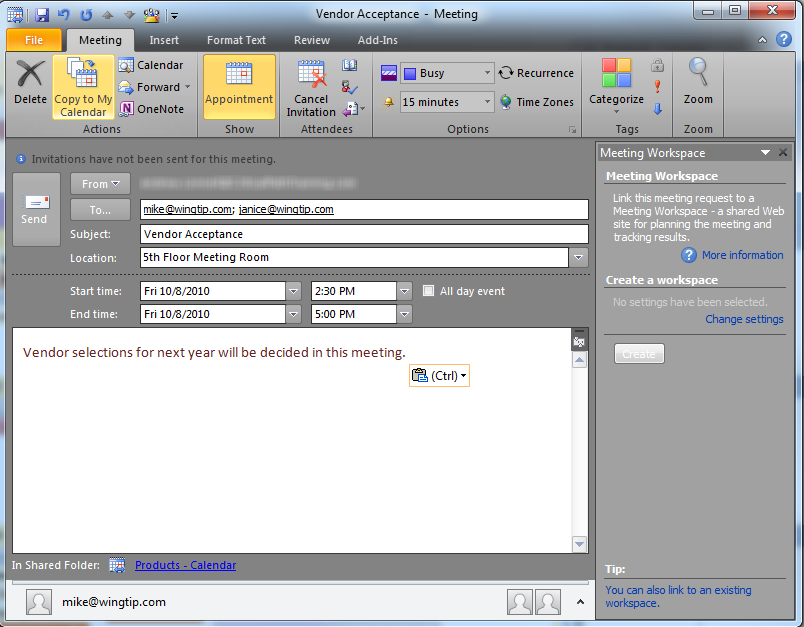 Vendor Acceptance - Meeting
File Meeting Insert Format Text Review Add-Ins
Delete
Copy to My
Calendar
Calendar
Forward
OneNote
Actions
Appointment
Show
Cancel
Invitation
Attendees
Busy
Recurrence
15 minutes
Time Zones
Options
Categorize
Tags
Zoom
Zoom
Invitations have not been sent for this meeting.
Send
From
To... mike@wingtip.com; janice@wingtip.com
Subject: Vendor Acceptance
Location: 5th Floor Meeting Room
Start time: Fri 10/8/2010 2:30 PM All day event
End time: Fri 10/8/2010 5:00 PM
Vendor selections for next year will be decided in this meeting.
(Ctrl)
In Shared Folder: Products - Calendar
mike@wingtip.com
Meeting Workspace
Meeting Workspace
Link this meeting request to a
Meeting Workspace - a shared Web
site for planning the meeting and
tracking results.
More information
Create a workspace
No settings have been selected.
Change settings
Create
Tip:
You can also link to an existing
workspace.